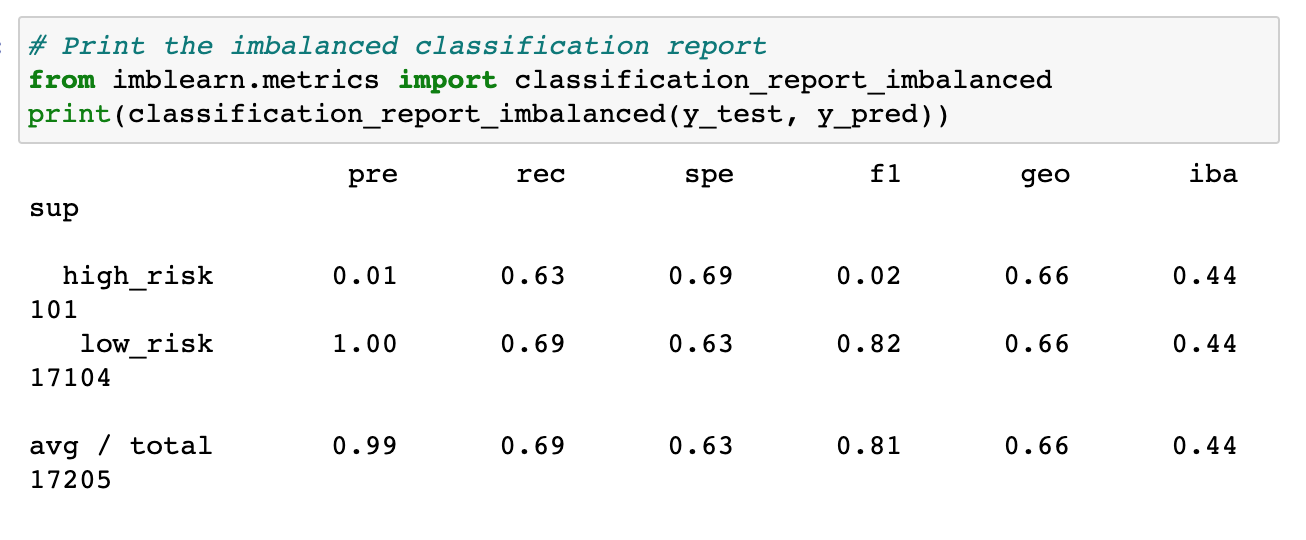 # Print the imbalanced classification report
from imblearn.metrics import classification_report_imbalanced
print(classification_report_imbalanced(y_test, y_pred))
pre rec spe f1 geo iba
sup
high_risk 0.01 0.63 0.69 0.02 0.66 0.44
101
low_risk 1.00 0.69 0.63 0.82 0.66 0.44
17104
avg / total 0.99 0.69 0.63 0.81 0.66 0.44
17205